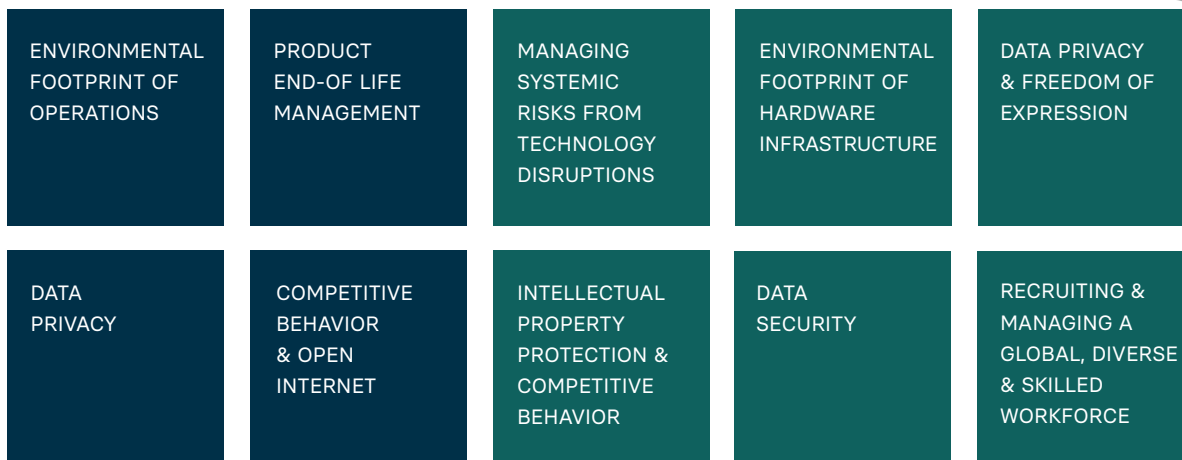 ENVIRONMENTAL
FOOTPRINT OF
OPERATIONS
PRODUCT
END-OF LIFE
MANAGEMENT
MANAGING
SYSTEMIC
RISKS FROM
TECHNOLOGY
DISRUPTIONS
ENVIRONMENTAL
FOOTPRINT OF
HARDWARE
INFRASTRUCTURE
DATA PRIVACY
& FREEDOM OF
EXPRESSION
DATA
PRIVACY
COMPETITIVE
BEHAVIOR
& OPEN
INTERNET
INTELLECTUAL
PROPERTY
PROTECTION &
COMPETITIVE
BEHAVIOR
DATA
SECURITY
RECRUITING &
MANAGING A
GLOBAL, DIVERSE
& SKILLED
WORKFORCE